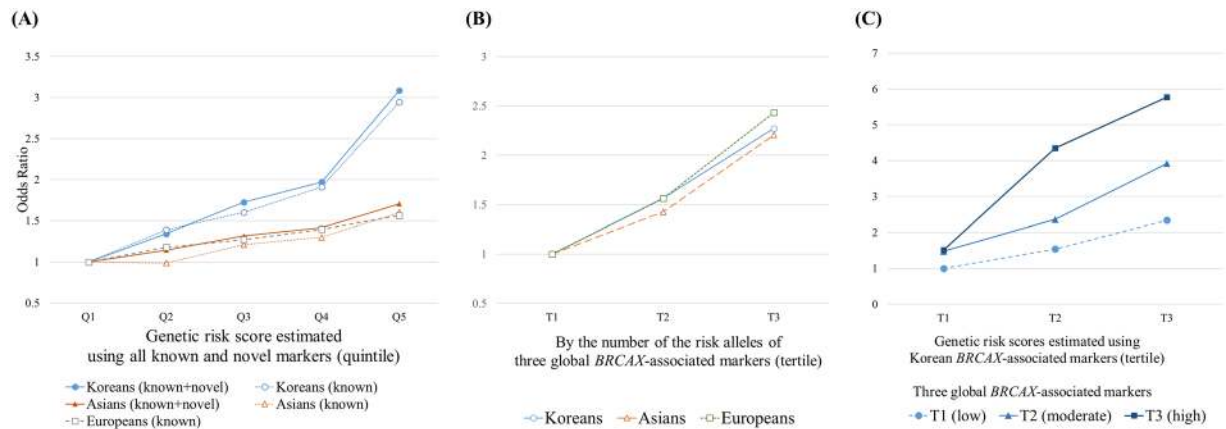 (A)
3.5
3
2.5
2
1.5
1
0.5
Odds Ratio
Q1 Q2 Q3 Q4 Q5
Genetic risk score estimated
using all known and novel markers (quintile)
Koreans (known+novel) Koreans (known)
Asians (known+novel) Asians (known)
Europeans (known)
(B)
3
2.5
2
1.5
1
0.5
T1 T2 T3
By the number of the risk alleles of
three global BRCAX-associated markers (tertile)
Koreans Asians Europeans
(C)
7
6
5
4
3
2
1
0
T1 T2 T3
Genetic risk scores estimated using
Korean BRCAX-associated markers (tertile)
Three global BRCAX-associated markers
T1 (low) T2 (moderate) T3 (high)